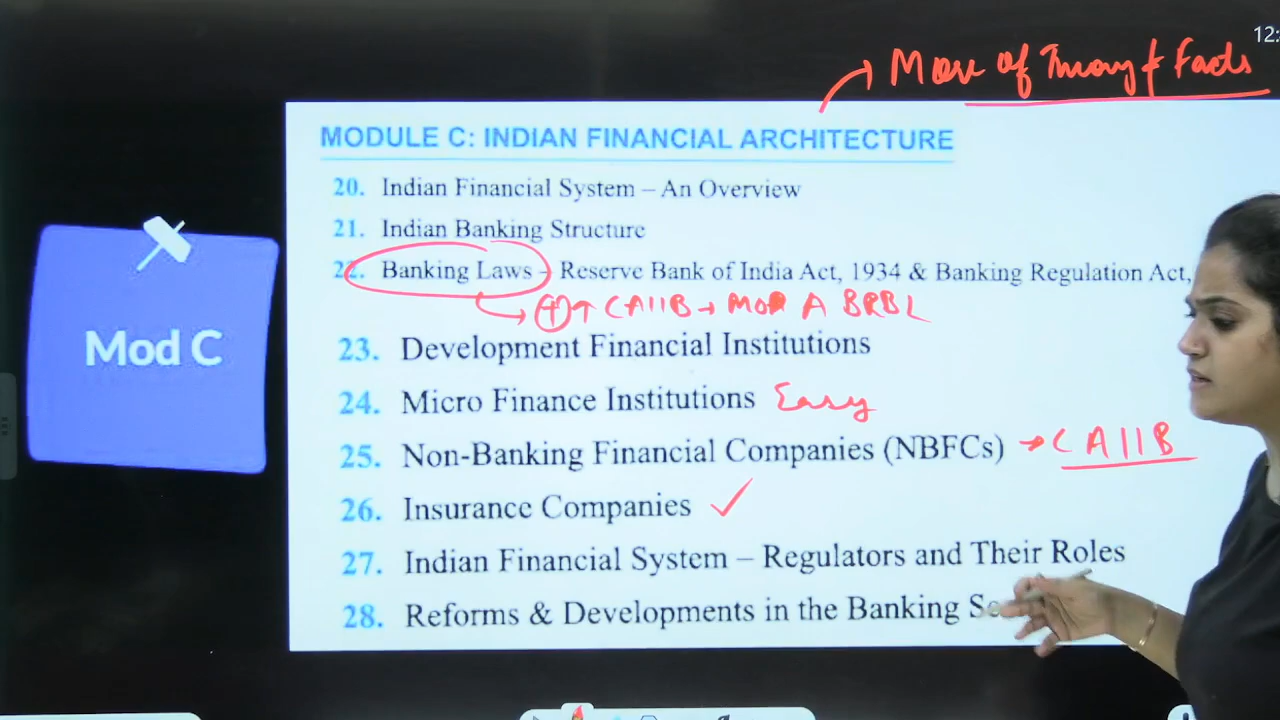 12:
More of Theory & Facts
MODULE C: INDIAN FINANCIAL ARCHITECTURE
20. Indian Financial System – An Overview
21. Indian Banking Structure
22. Banking Laws – Reserve Bank of India Act, 1934 & Banking Regulation Act,
CAIIB → Mod A BRBL
23. Development Financial Institutions
24. Micro Finance Institutions Easy
25. Non-Banking Financial Companies (NBFCs) → CAIIB
26. Insurance Companies ✓
27. Indian Financial System – Regulators and Their Roles
28. Reforms & Developments in the Banking
Mod C